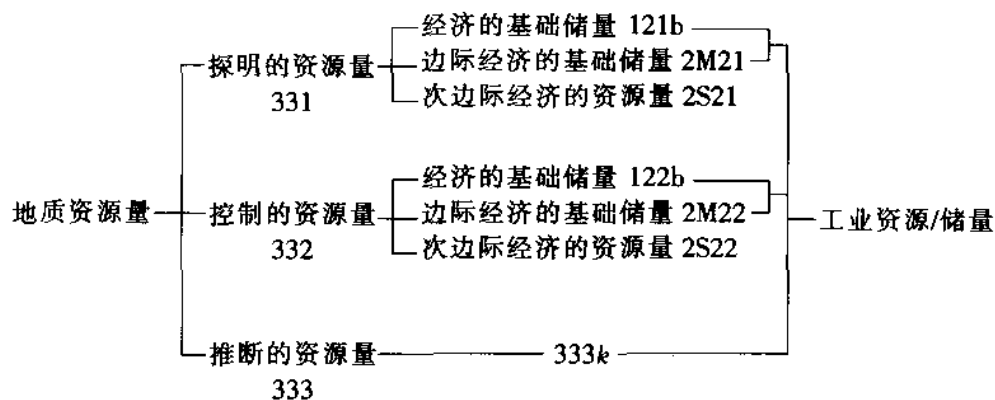 经济的基础储量 121b
探明的资源量
边际经济的基础储量 2M21
331
次边际经济的资源量 2S21
经济的基础储量 122b
地质资源量
控制的资源量
边际经济的基础储量 2M22
工业资源/储量
332
次边际经济的资源量 2S22
推断的资源量
333k
333